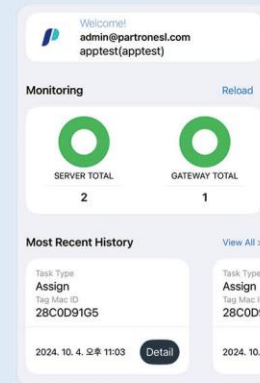 Welcome!
admin@partronesl.com
apptest(apptest)
Monitoring
Reload
SERVER TOTAL
2
GATEWAY TOTAL
1
Most Recent History
View All >
Task Type
Assign
Tag Mac ID
28C0D91G5
2024. 10. 4. 오후 11:03
Detail
Task Type
Assign
Tag Mac
28C0D9
2024. 10.